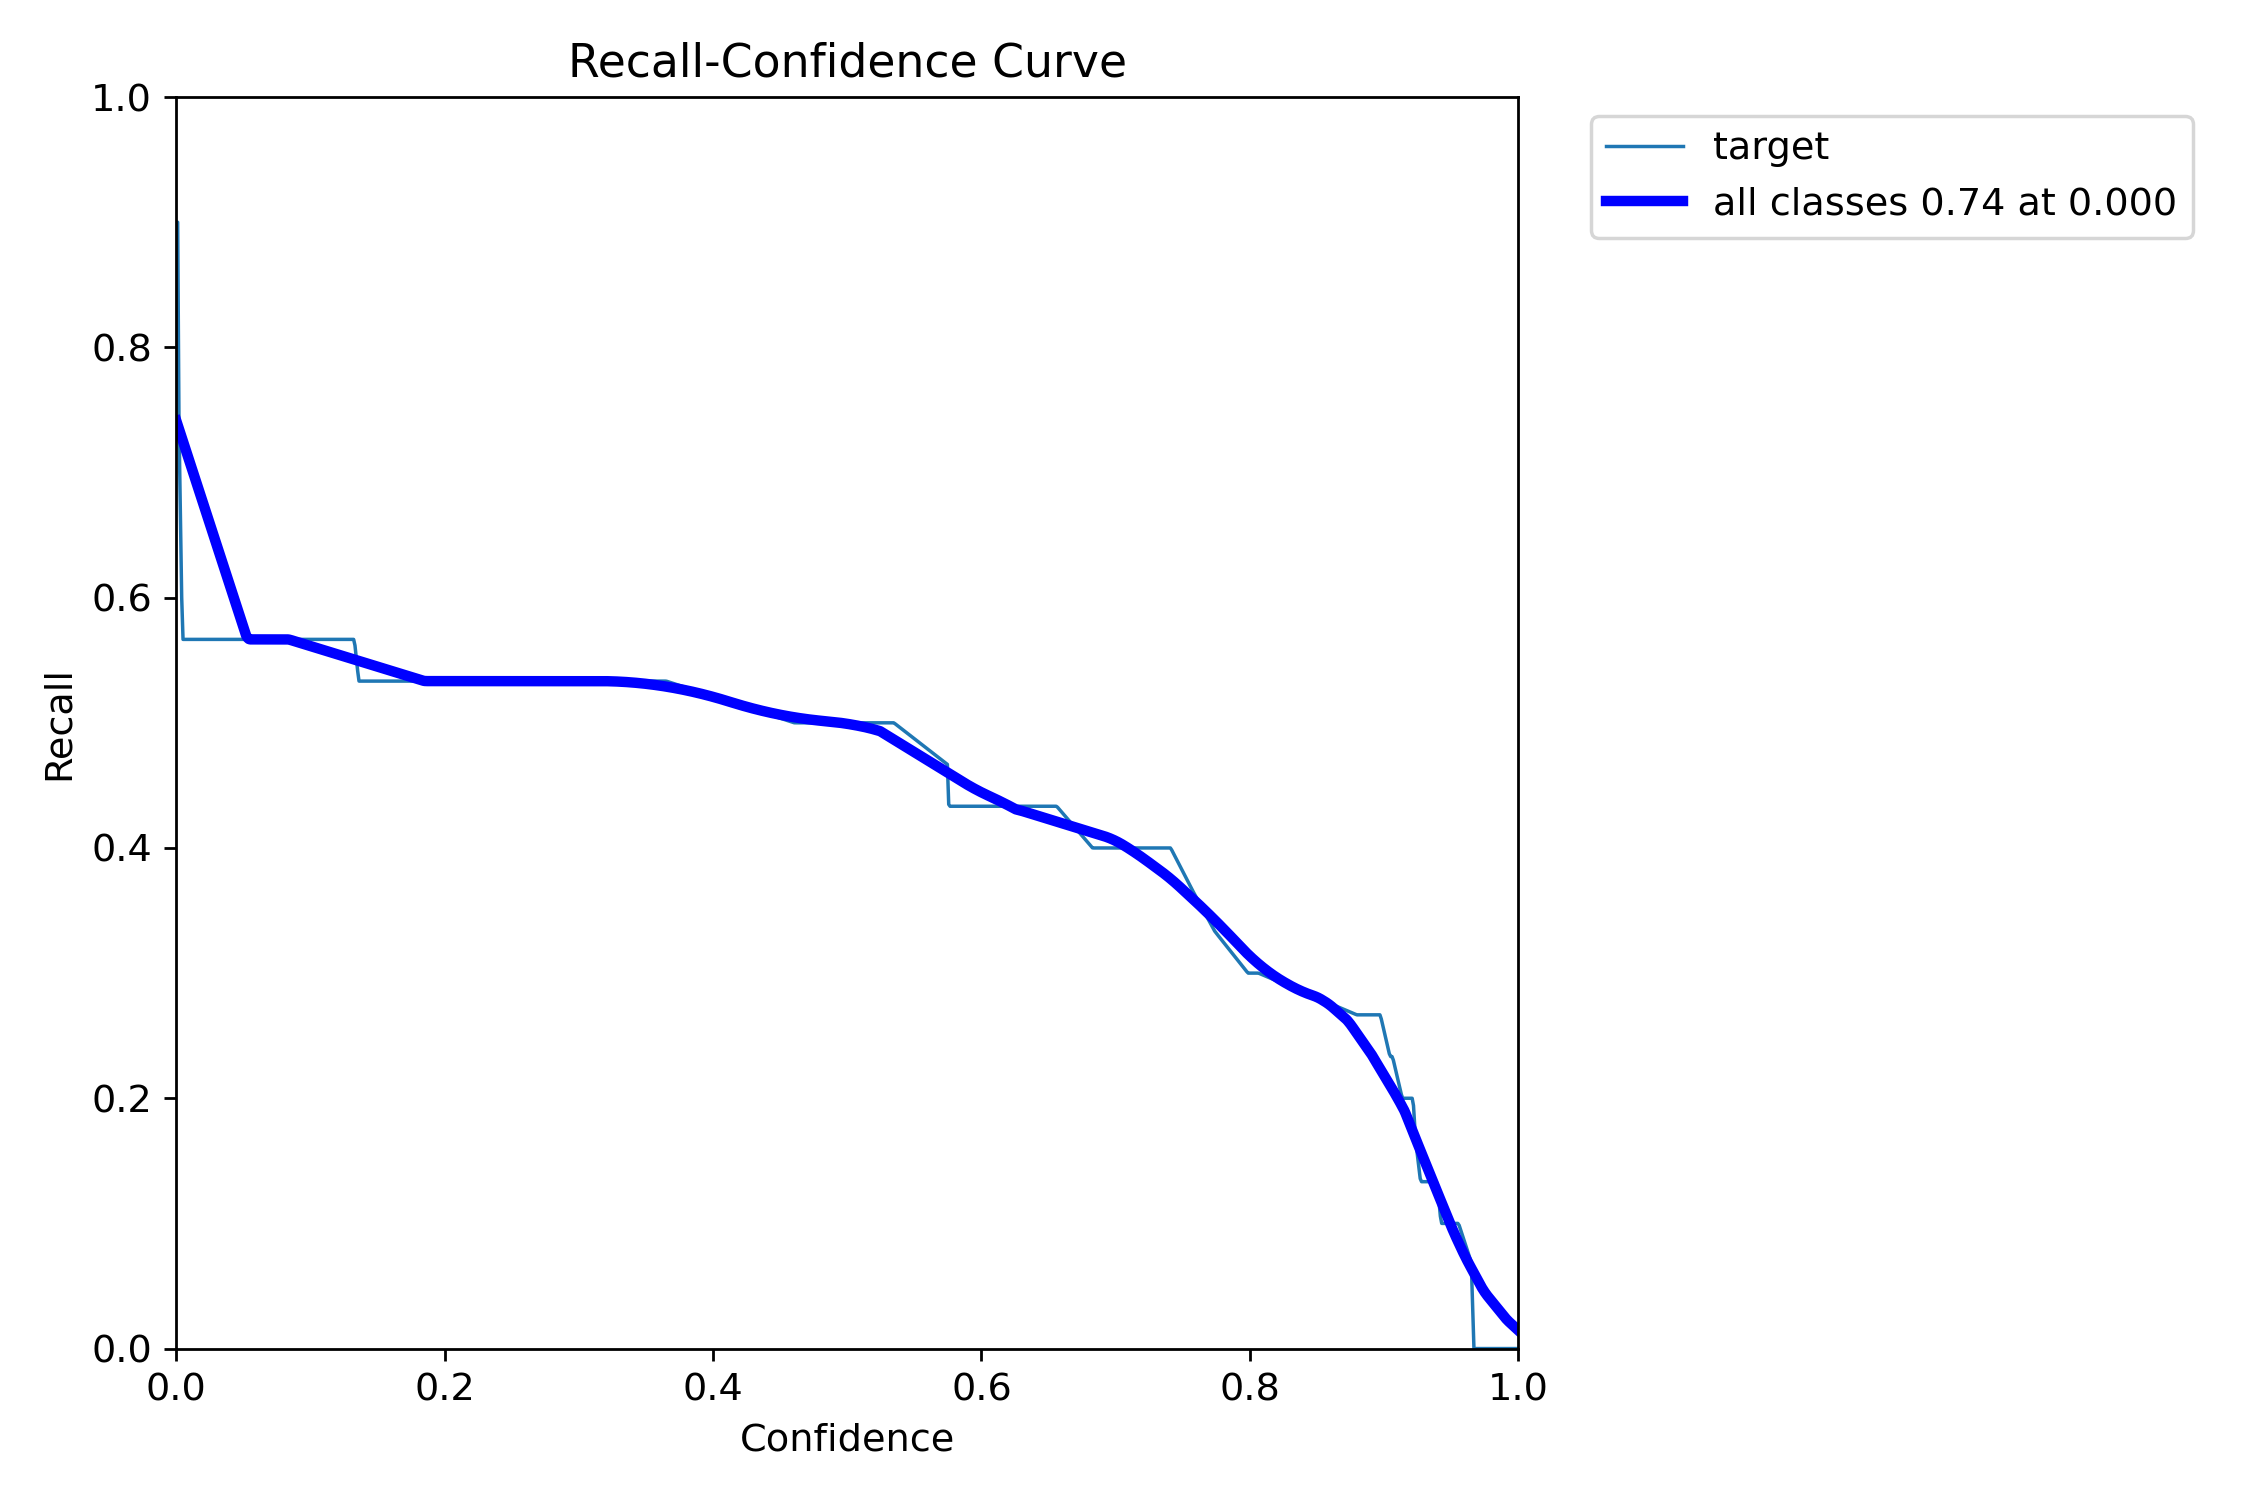 Recall-Confidence Curve
1.0
0.8
0.6
0.4
0.2
0.0
Recall
0.0 0.2 0.4 0.6 0.8 1.0
Confidence
target
all classes 0.74 at 0.000